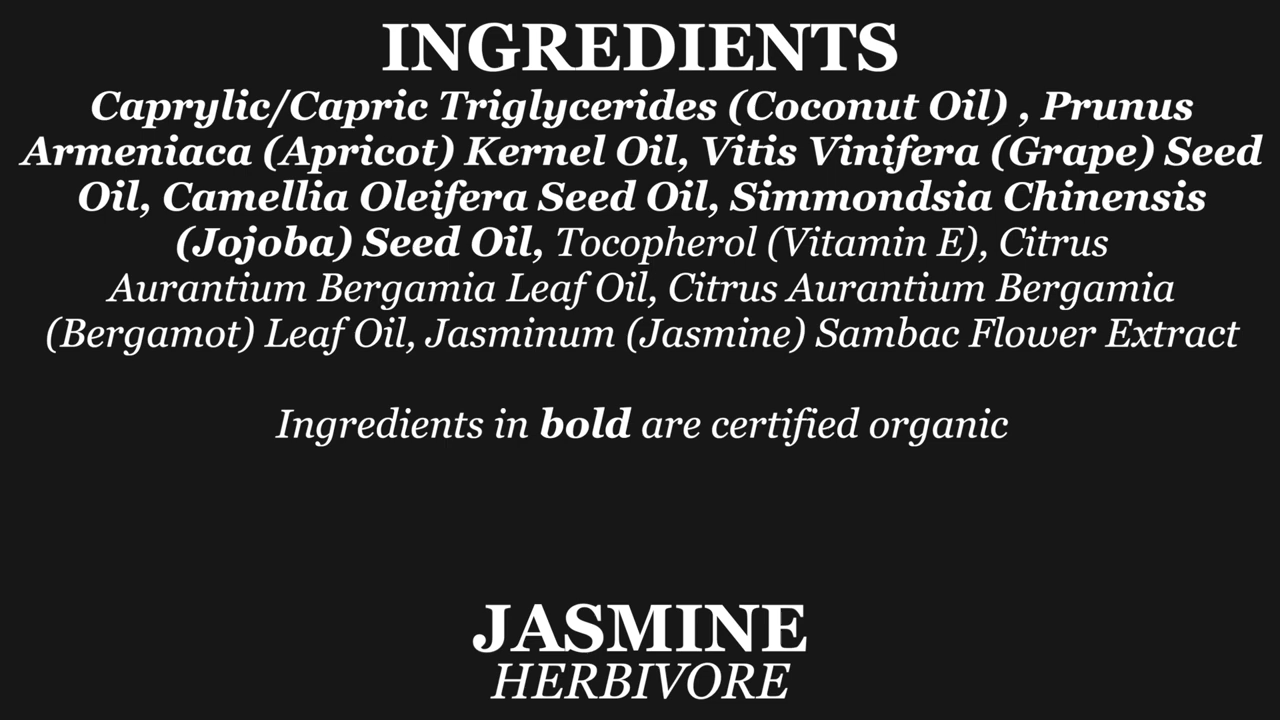 INGREDIENTS
Caprylic/Capric Triglycerides (Coconut Oil) , Prunus
Armeniaca (Apricot) Kernel Oil, Vitis Vinifera (Grape) Seed
Oil, Camellia Oleifera Seed Oil, Simmondsia Chinensis
(Jojoba) Seed Oil, Tocopherol (Vitamin E), Citrus
Aurantium Bergamia Leaf Oil, Citrus Aurantium Bergamia
(Bergamot) Leaf Oil, Jasminum (Jasmine) Sambac Flower Extract
Ingredients in bold are certified organic
JASMINE
HERBIVORE